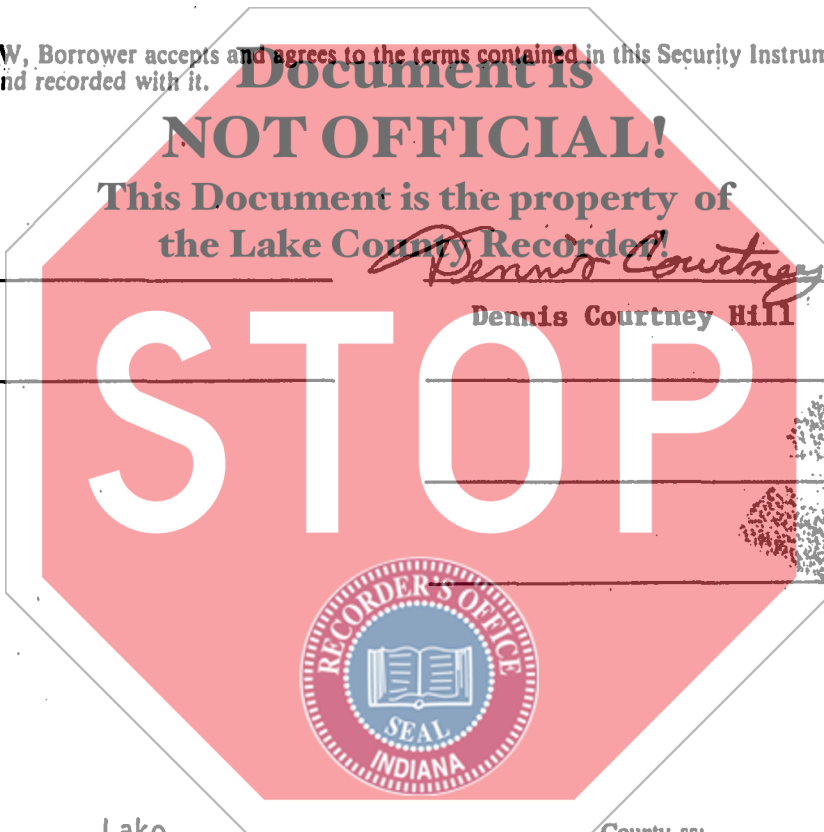 W, Borrower accepts and agrees to the terms contained in this Security Instrum
nd recorded with it.
Document is
NOT OFFICIAL!
This Document is the property of
the Lake County Recorder!
Dennis Courtney
Dennis Courtney Hill
STOP
RECORDER'S OFFICE
SEAL
INDIANA
Lake County ss: